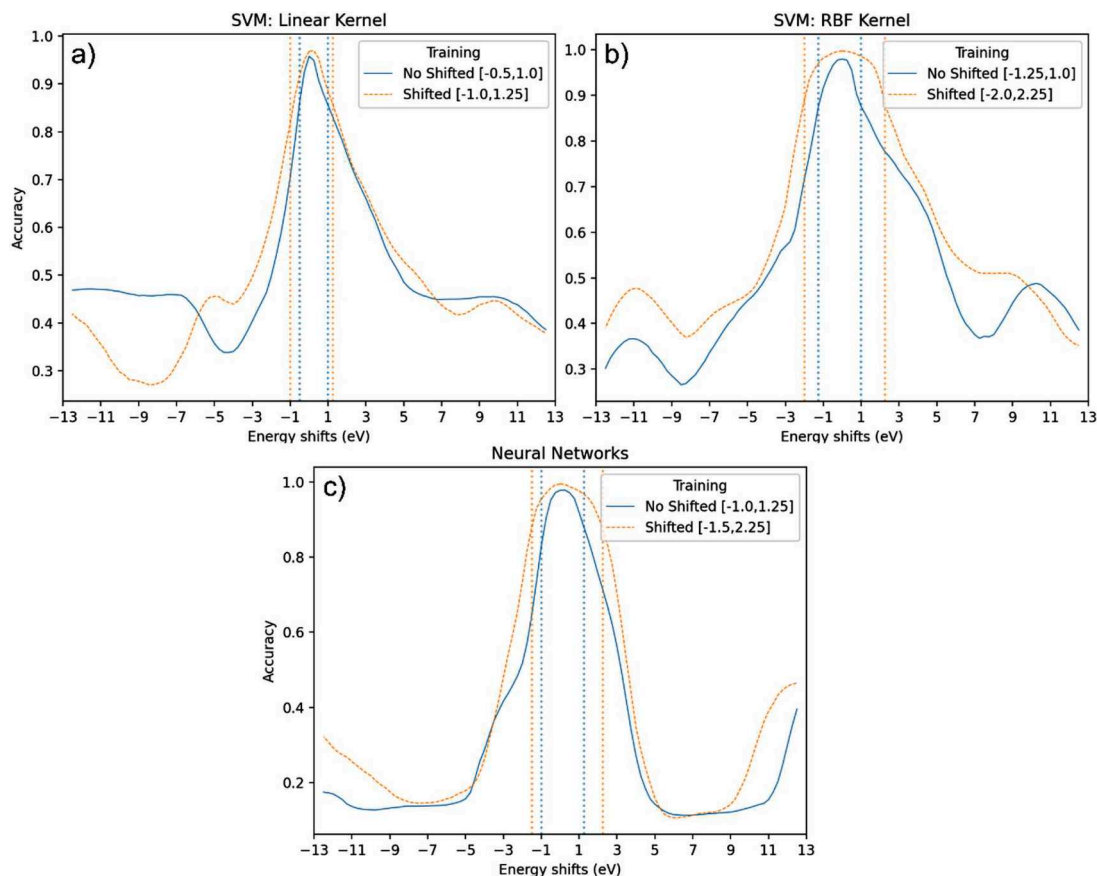 SVM: Linear Kernel
a)
Training
No Shifted [-0.5,1.0]
Shifted [-1.0,1.25]
1.0
0.9
0.8
0.7
0.6
0.5
0.4
0.3
Accuracy
-13 -11 -9 -7 -5 -3 -1 1 3 5 7 9 11 13
Energy shifts (eV)
SVM: RBF Kernel
b)
Training
No Shifted [-1.25,1.0]
Shifted [-2.0,2.25]
1.0
0.9
0.8
0.7
0.6
0.5
0.4
0.3
-13 -11 -9 -7 -5 -3 -1 1 3 5 7 9 11 13
Energy shifts (eV)
Neural Networks
c)
Training
No Shifted [-1.0,1.25]
Shifted [-1.5,2.25]
1.0
0.8
0.6
0.4
0.2
Accuracy
-13 -11 -9 -7 -5 -3 -1 1 3 5 7 9 11 13
Energy shifts (eV)